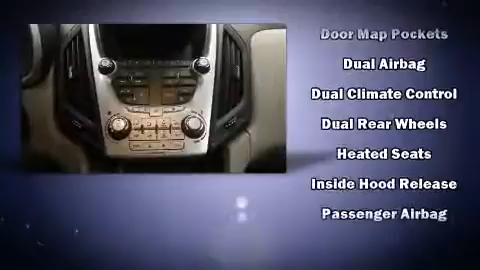 Door Map Pockets
Dual Airbag
Dual Climate Control
Dual Rear Wheels
Heated Seats
Inside Hood Release
Passenger Airbag